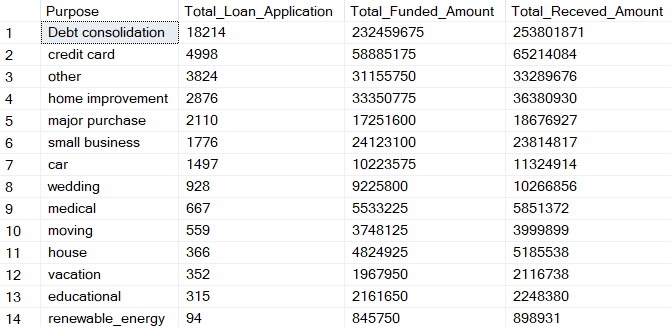 Purpose Total_Loan_Application Total_Funded_Amount Total_Receved_Amount
1 Debt consolidation 18214 232459675 253801871
2 credit card 4998 58885175 65214084
3 other 3824 31155750 33289676
4 home improvement 2876 33350775 36380930
5 major purchase 2110 17251600 18676927
6 small business 1776 24123100 23814817
7 car 1497 10223575 11324914
8 wedding 928 9225800 10266856
9 medical 667 5533225 5851372
10 moving 559 3748125 3999899
11 house 366 4824925 5185538
12 vacation 352 1967950 2116738
13 educational 315 2161650 2248380
14 renewable_energy 94 845750 898931